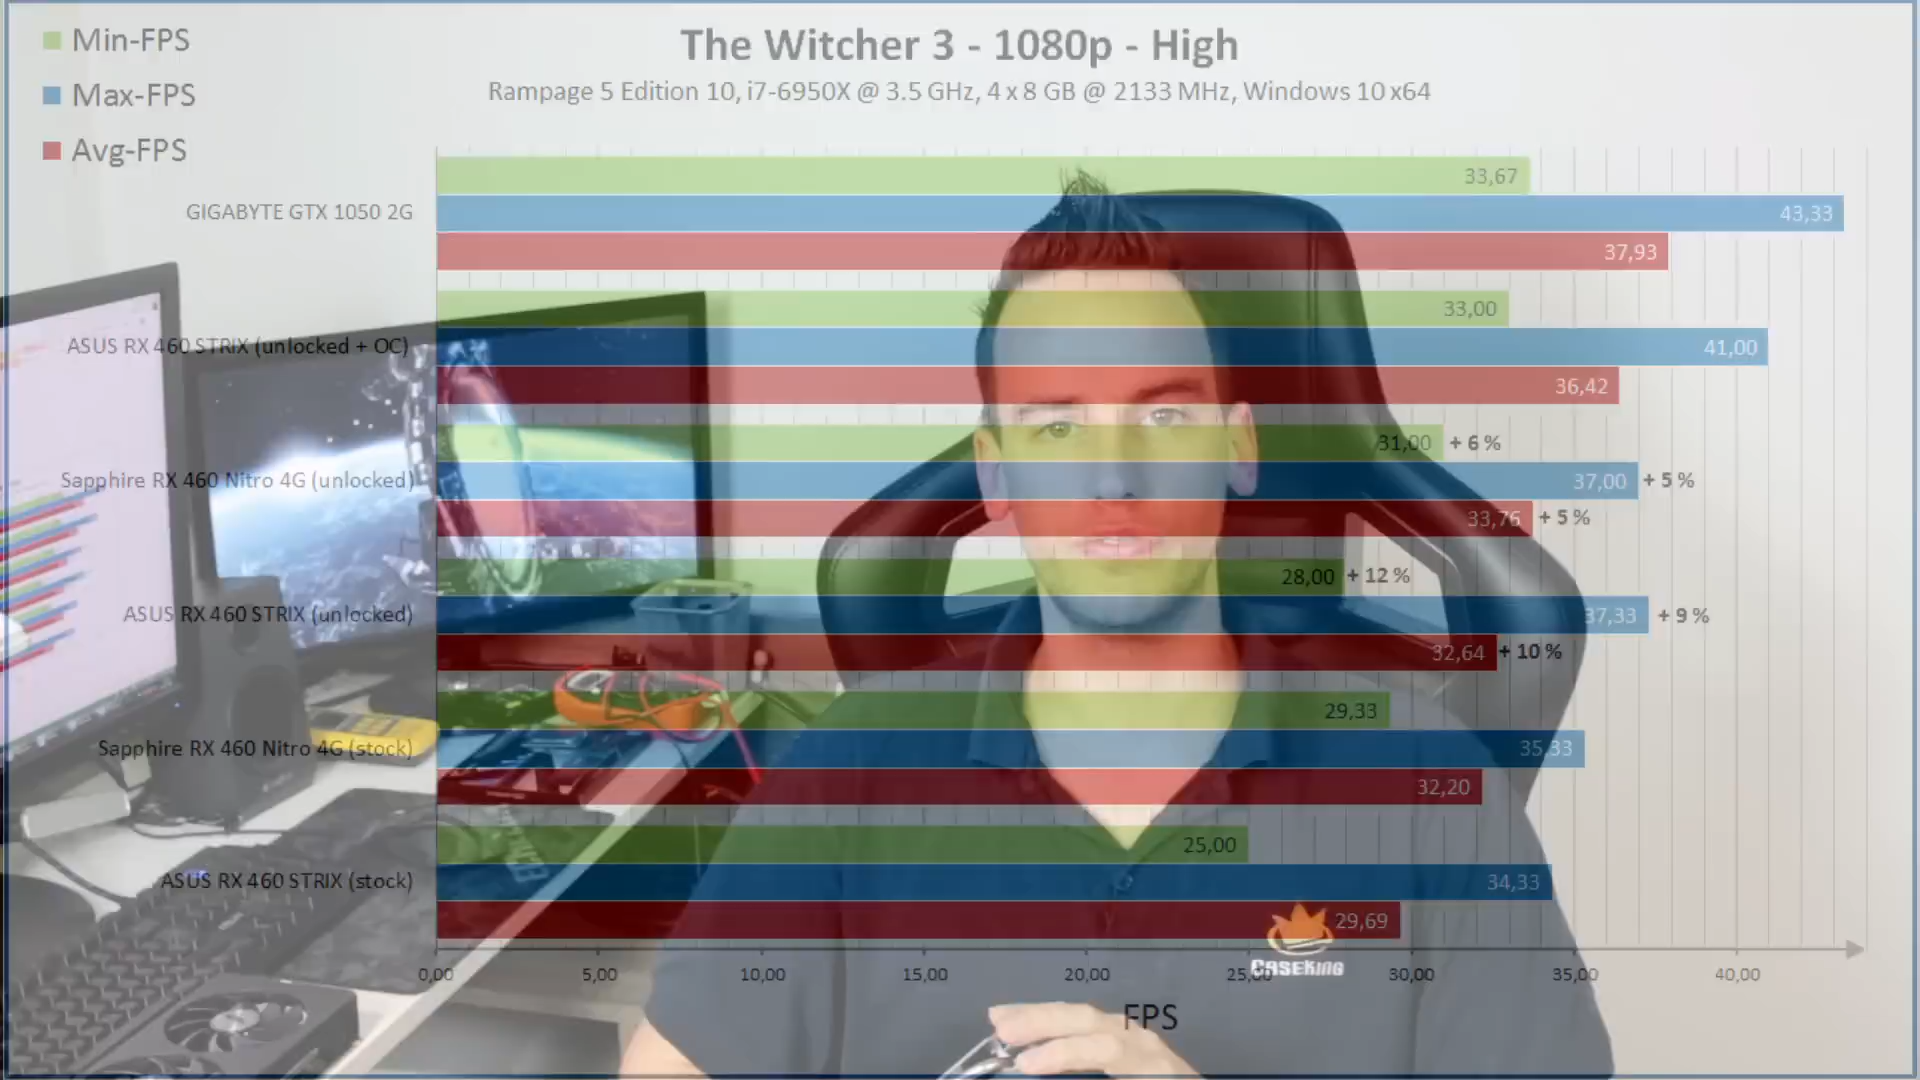 Min-FPS
Max-FPS
Avg-FPS
The Witcher 3 - 1080p - High
Rampage 5 Edition 10, i7-6950X @ 3.5 GHz, 4 x 8 GB @ 2133 MHz, Windows 10 x64
33,67
GIGABYTE GTX 1050 2G
43,33
37,93
33,00
ASUS RX 460 STRIX (unlocked + OC)
41,00
36,42
31,00 + 6 %
Sapphire RX 460 Nitro 4G (unlocked)
37,00 + 5 %
33,76 + 5 %
28,00 + 12 %
ASUS RX 460 STRIX (unlocked)
37,33 + 9 %
32,64 + 10 %
29,33
Sapphire RX 460 Nitro 4G (stock)
35,33
32,20
25,00
ASUS RX 460 STRIX (stock)
34,33
29,69
CASEKING
0,00 5,00 10,00 15,00 20,00 25,00 30,00 35,00 40,00
FPS